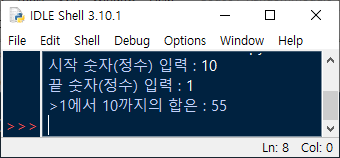 IDLE Shell 3.10.1
File Edit Shell Debug Options Window Help
시작 숫자(정수) 입력 : 10
끝 숫자(정수) 입력 : 1
>1에서 10까지의 합은 : 55
>>>
Ln: 8 Col: 0